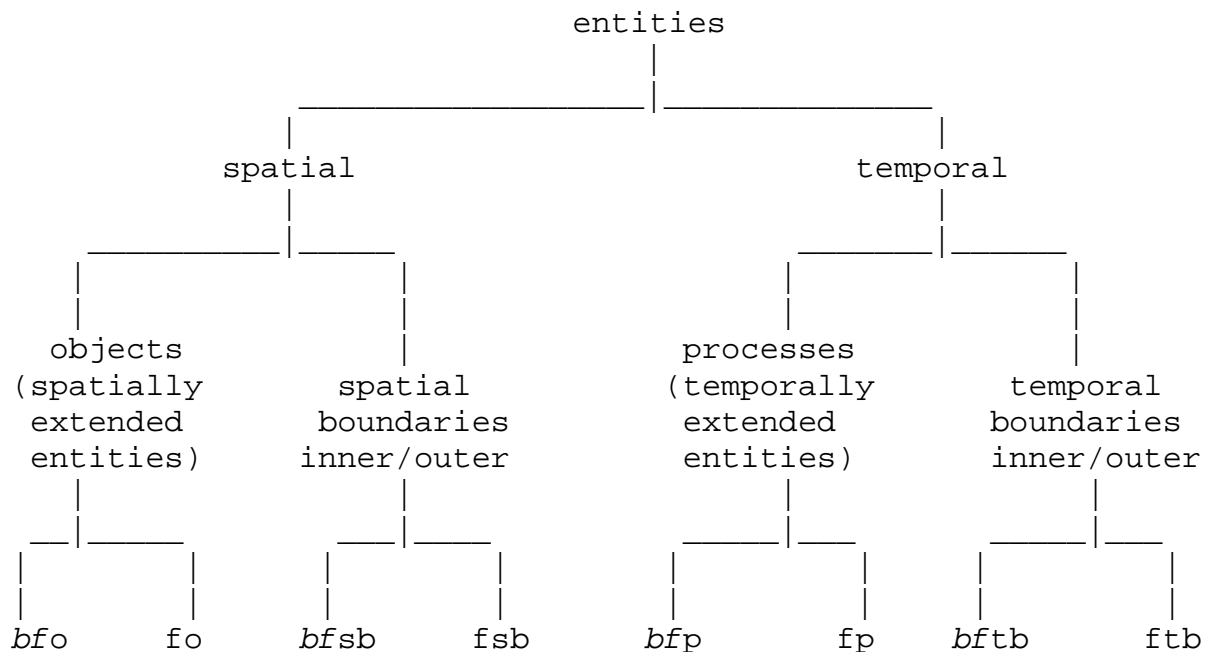 entities
spatial temporal
objects processes
(spatially spatial (temporally temporal
extended boundaries extended boundaries
entities) inner/outer entities) inner/outer
bfo fo bfsb fsb bfp fp bftb ftb